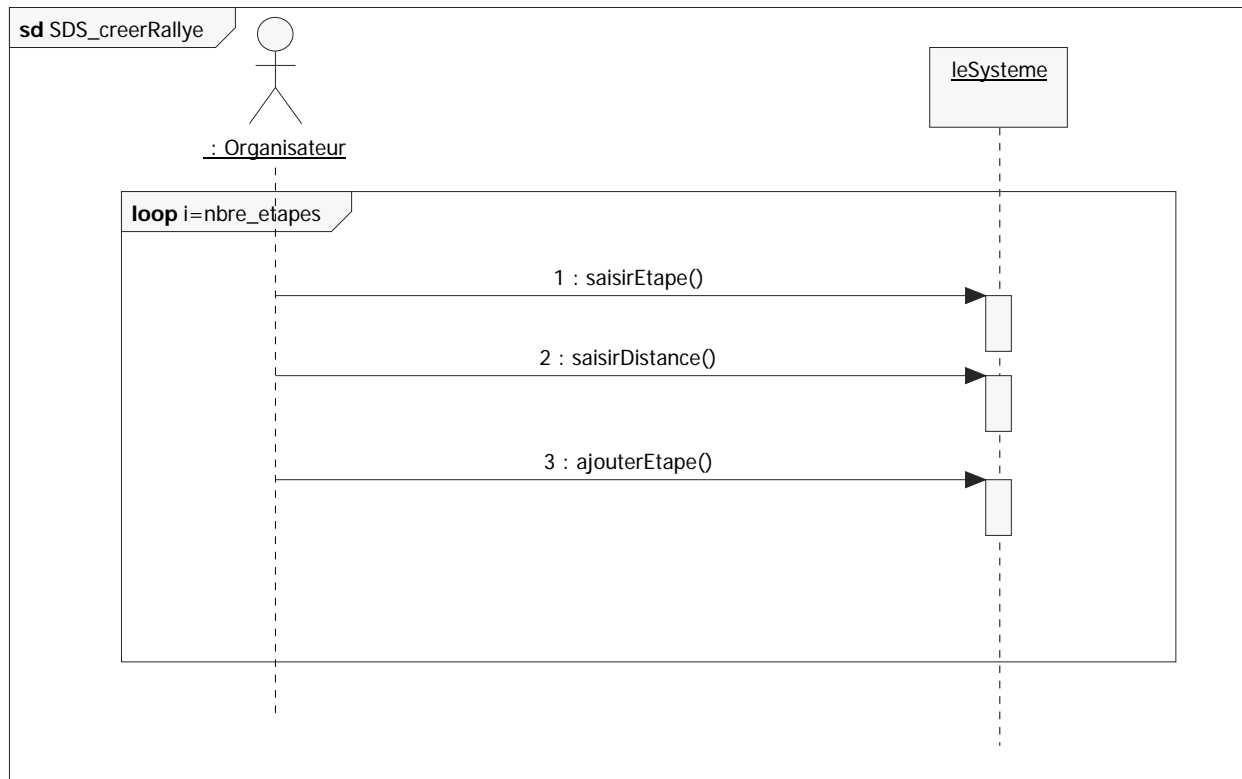 sd SDS_creerRallye
leSysteme
: Organisateur
loop i=nbre_etapes
1 : saisirEtape()
2 : saisirDistance()
3 : ajouterEtape()